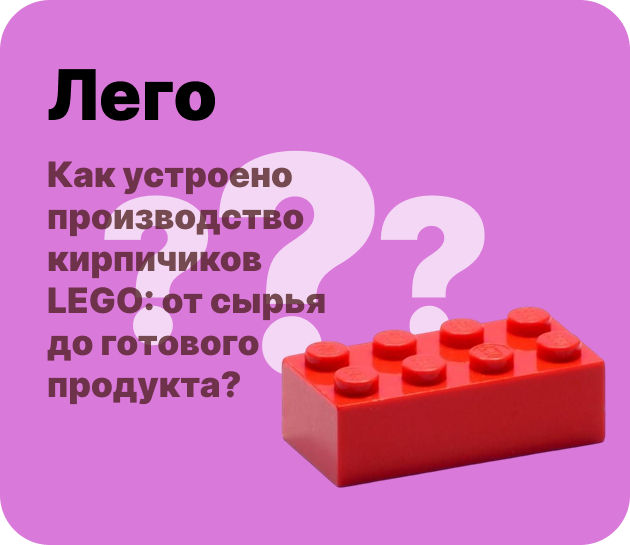 Лего
Как устроено
производство
кирпичиков
LEGO: от сырья
до готового
продукта?
???